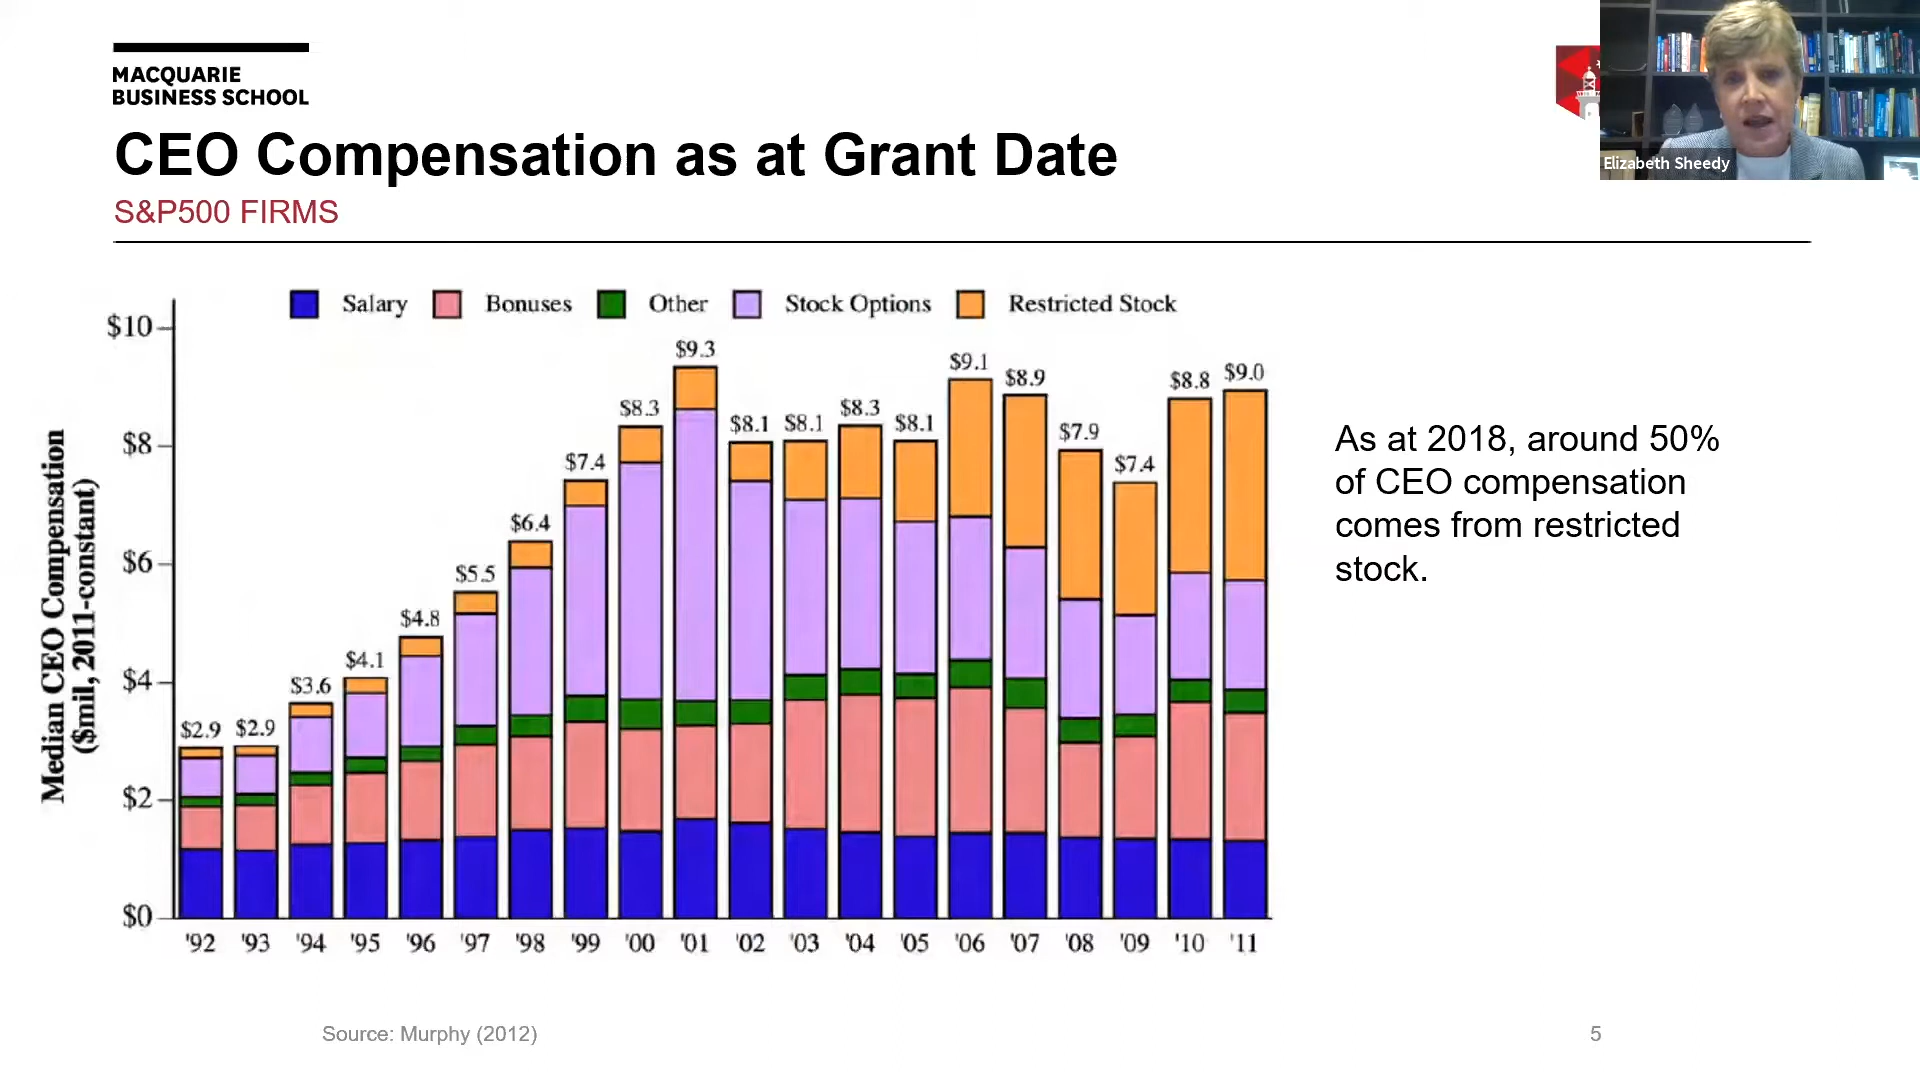 MACQUARIE
BUSINESS SCHOOL
CEO Compensation as at Grant Date
S&P500 FIRMS
Elizabeth Sheedy
Salary Bonuses Other Stock Options Restricted Stock
Median CEO Compensation
($mil, 2011-constant)
$10
$8
$6
$4
$2
$0
$2.9 $2.9 $3.6 $4.1 $4.8 $5.5 $6.4 $7.4 $8.3 $9.3 $8.1 $8.1 $8.3 $8.1 $9.1 $8.9 $7.9 $7.4 $8.8 $9.0
'92 '93 '94 '95 '96 '97 '98 '99 '00 '01 '02 '03 '04 '05 '06 '07 '08 '09 '10 '11
As at 2018, around 50%
of CEO compensation
comes from restricted
stock.
Source: Murphy (2012)
5